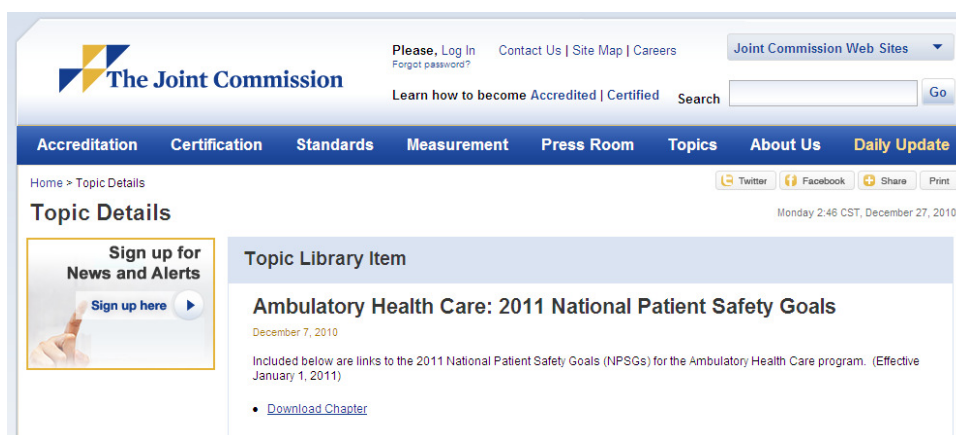 The Joint Commission
Please, Log In Contact Us | Site Map | Careers
Forgot password?
Learn how to become Accredited | Certified
Joint Commission Web Sites
Search Go
Accreditation Certification Standards Measurement Press Room Topics About Us Daily Update
Home > Topic Details
Twitter Facebook Share Print
Topic Details
Monday 2:46 CST, December 27, 2010
Sign up for
News and Alerts
Sign up here
Topic Library Item
Ambulatory Health Care: 2011 National Patient Safety Goals
December 7, 2010
Included below are links to the 2011 National Patient Safety Goals (NPSGs) for the Ambulatory Health Care program. (Effective
January 1, 2011)
• Download Chapter